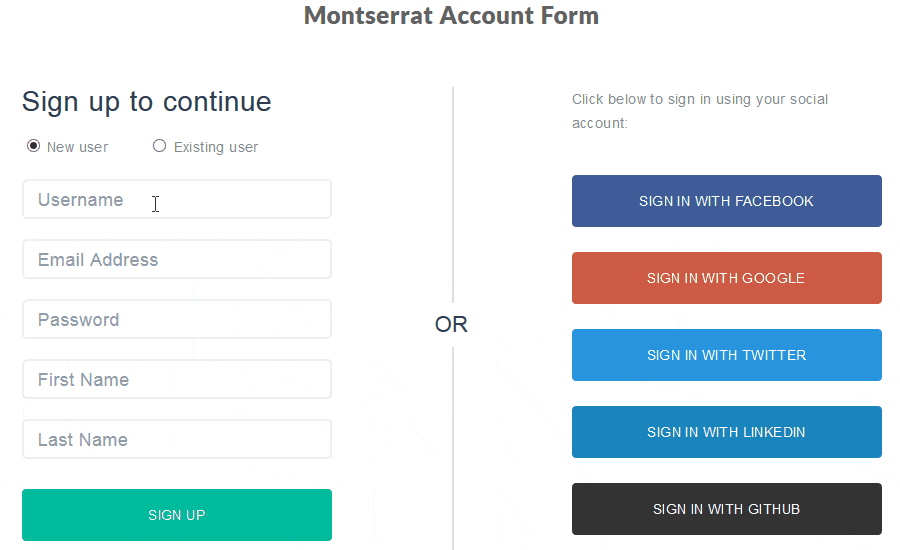 Montserrat Account Form
Sign up to continue
New user
Existing user
Username
Email Address
Password
First Name
Last Name
SIGN UP
OR
Click below to sign in using your social
account:
SIGN IN WITH FACEBOOK
SIGN IN WITH GOOGLE
SIGN IN WITH TWITTER
SIGN IN WITH LINKEDIN
SIGN IN WITH GITHUB